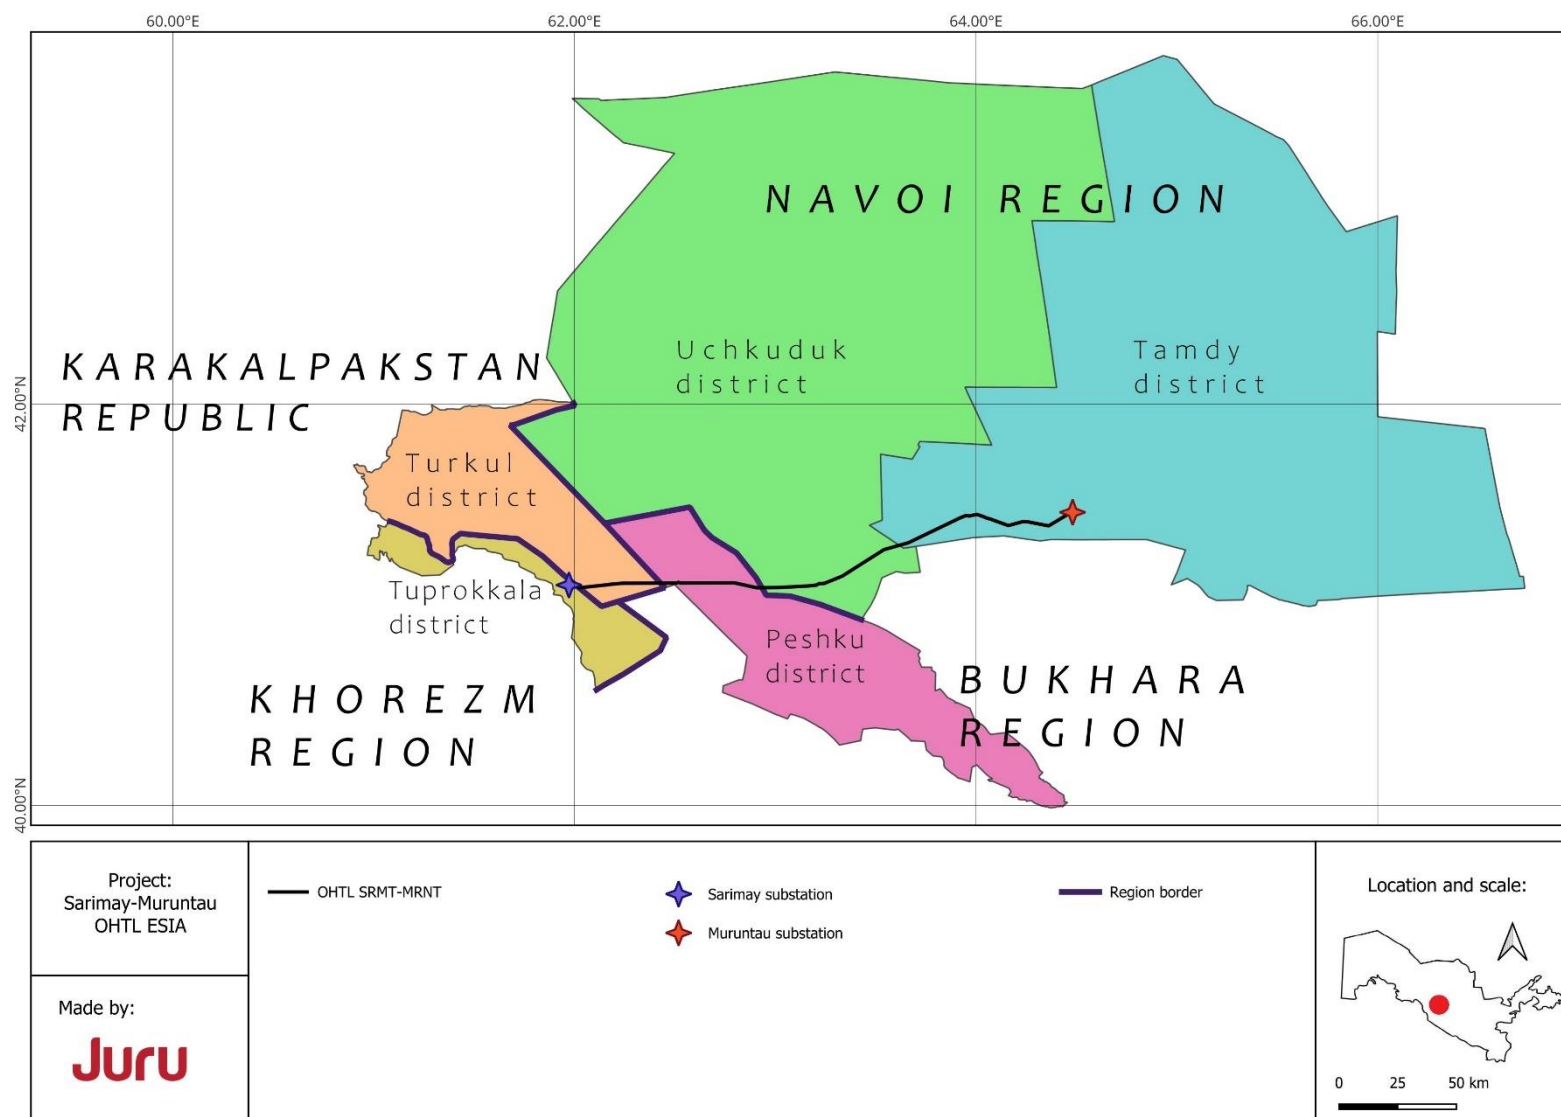 60.00°E
62.00°E
64.00°E
66.00°E
NAVOI REGION
KARAKALPAKSTAN
REPUBLIC
Uchkuduk
district
Tamdy
district
42.00°N
Turkul
district
Tuprokkala
district
Peshku
district
KHOREZM
REGION
BUKHARA
REGION
40.00°N
Project:
Sarimay-Muruntau
OHTL ESIA
Made by:
Juru
OHTL SRMT-MRNT
Sarimay substation
Muruntau substation
Region border
Location and scale:
0 25 50 km